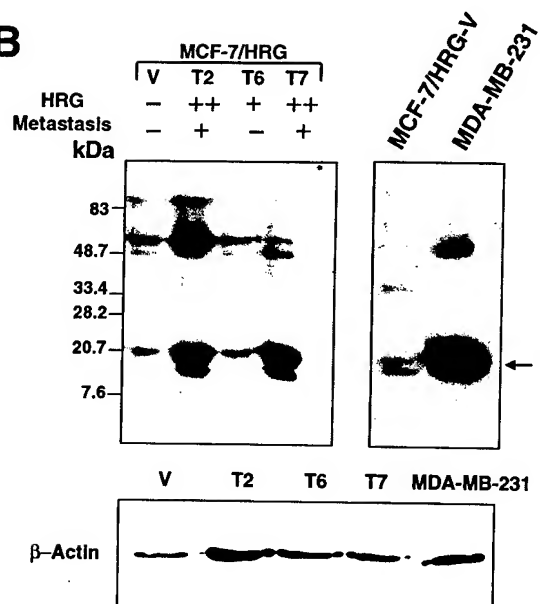 B
MCF-7/HRG
V T2 T6 T7
HRG − ++ + ++
Metastasis − + − +
kDa
83
48.7
33.4
28.2
20.7
7.6
MCF-7/HRG-V
MDA-MB-231
V T2 T6 T7 MDA-MB-231
β–Actin